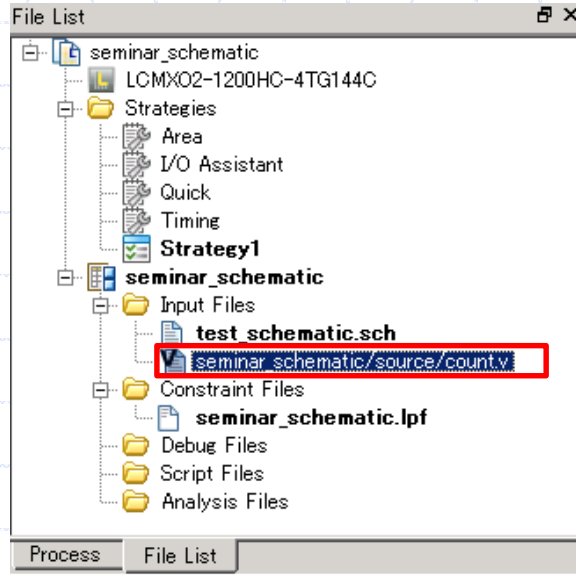 File List
seminar_schematic
LCMXO2-1200HC-4TG144C
Strategies
Area
I/O Assistant
Quick
Timing
Strategy1
seminar_schematic
Input Files
test_schematic.sch
seminar_schematic/source/count.v
Constraint Files
seminar_schematic.lpf
Debug Files
Script Files
Analysis Files
Process File List